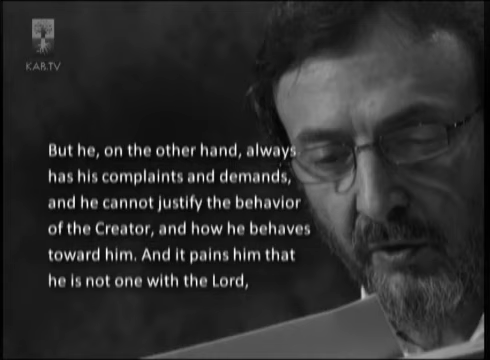 KAB.TV
But he, on the other hand, always
has his complaints and demands,
and he cannot justify the behavior
of the Creator, and how he behaves
toward him. And it pains him that
he is not one with the Lord,